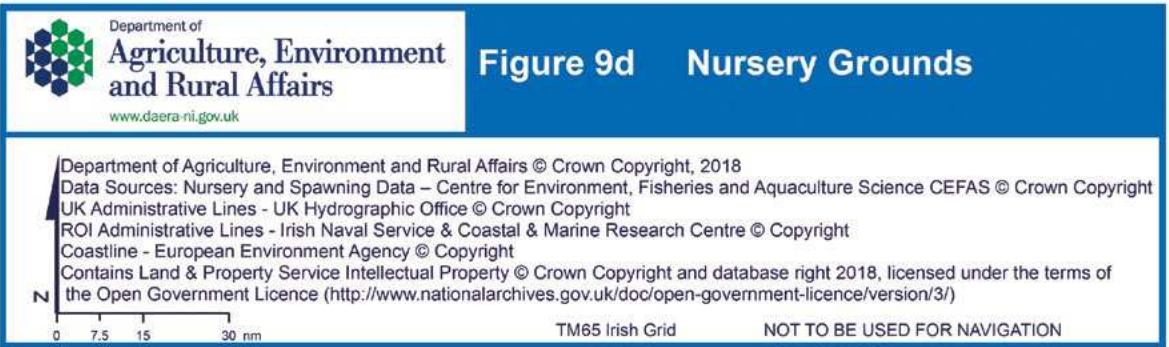 Department of
Agriculture, Environment
and Rural Affairs
www.daera-ni.gov.uk
Figure 9d Nursery Grounds
Department of Agriculture, Environment and Rural Affairs © Crown Copyright, 2018
Data Sources: Nursery and Spawning Data – Centre for Environment, Fisheries and Aquaculture Science CEFAS © Crown Copyright
UK Administrative Lines - UK Hydrographic Office © Crown Copyright
ROI Administrative Lines - Irish Naval Service & Coastal & Marine Research Centre © Copyright
Coastline - European Environment Agency © Copyright
Contains Land & Property Service Intellectual Property © Crown Copyright and database right 2018, licensed under the terms of
the Open Government Licence (http://www.nationalarchives.gov.uk/doc/open-government-licence/version/3/)
N
0 7.5 15 30 nm
TM65 Irish Grid NOT TO BE USED FOR NAVIGATION